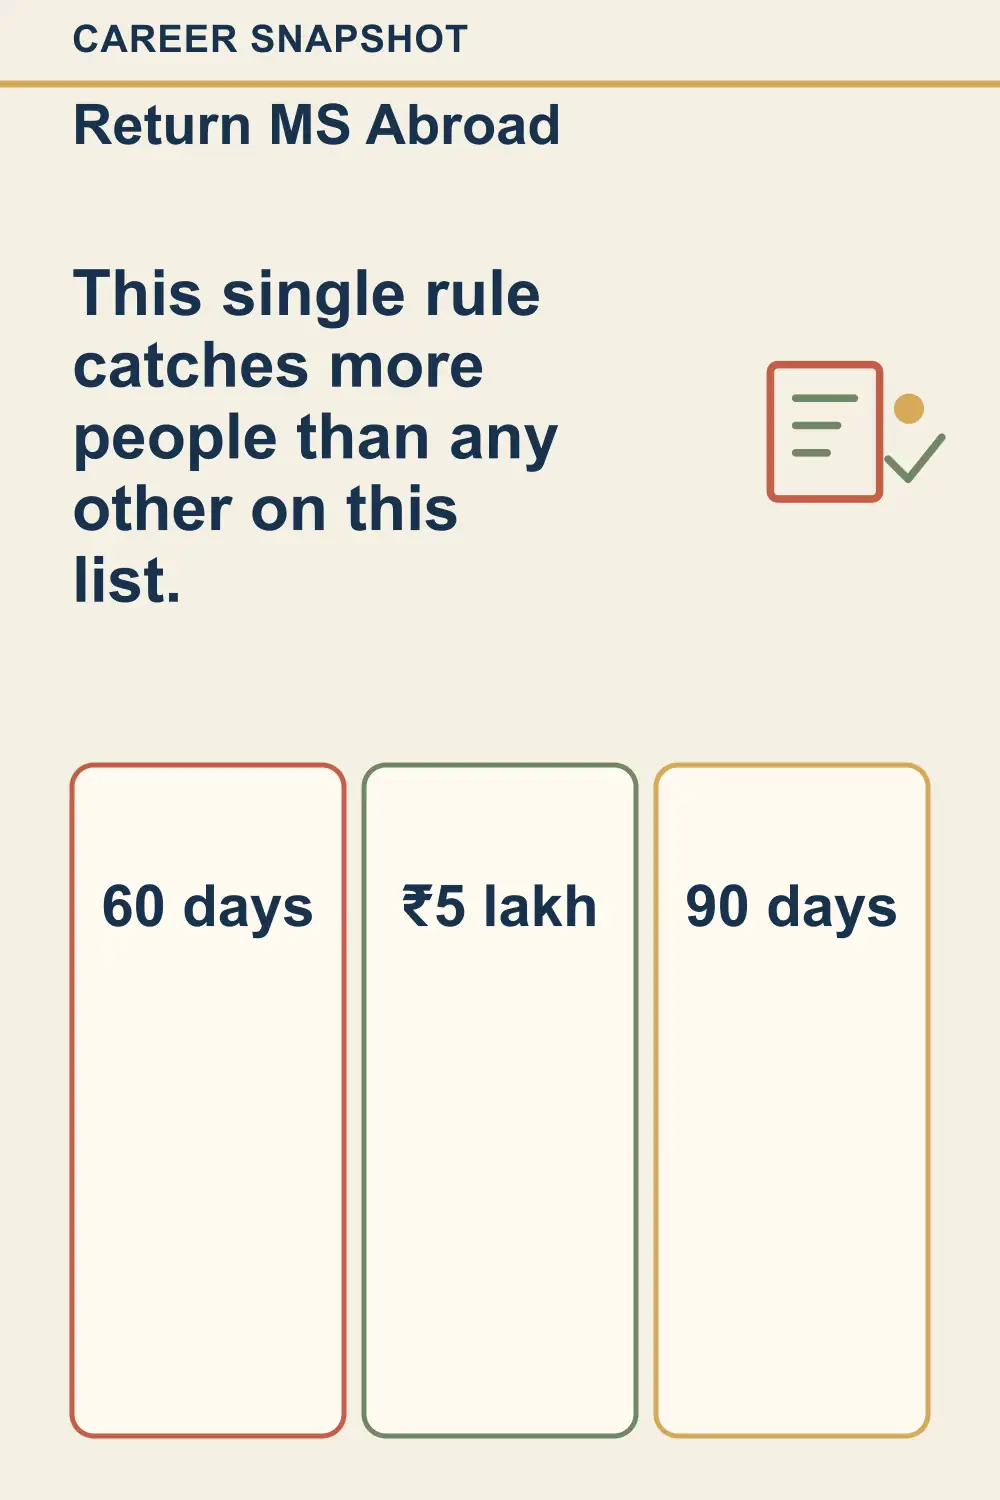 CAREER SNAPSHOT
Return MS Abroad
This single rule
catches more
people than any
other on this
list.
60 days
₹5 lakh
90 days